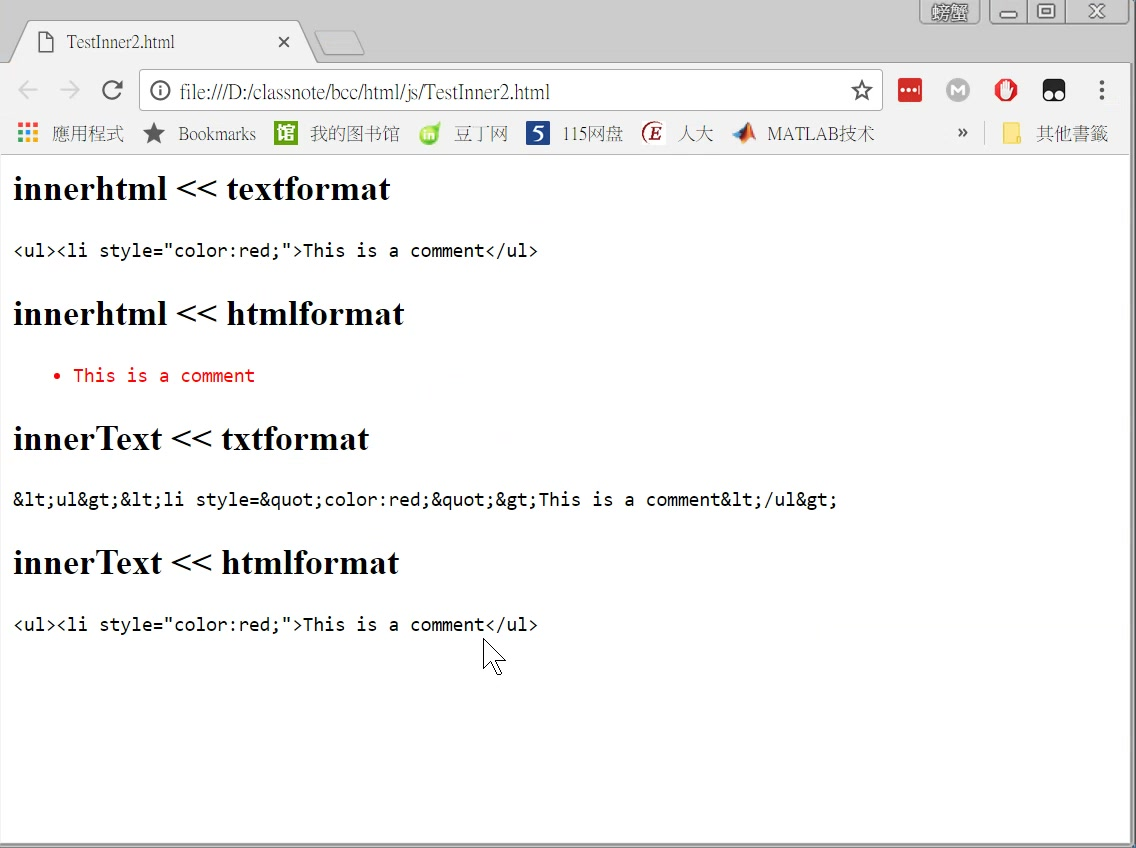 螃蟹
TestInner2.html
file:///D:/classnote/bcc/html/js/TestInner2.html
應用程式 Bookmarks 馆 我的图书馆 豆丁网 5 115网盘 E 人大 MATLAB技术 » 其他書籤
innerhtml << textformat
<ul><li style="color:red;">This is a comment</ul>
innerhtml << htmlformat
• This is a comment
innerText << txtformat
&lt;ul&gt;&lt;li style=&quot;color:red;&quot;&gt;This is a comment&lt;/ul&gt;
innerText << htmlformat
<ul><li style="color:red;">This is a comment</ul>